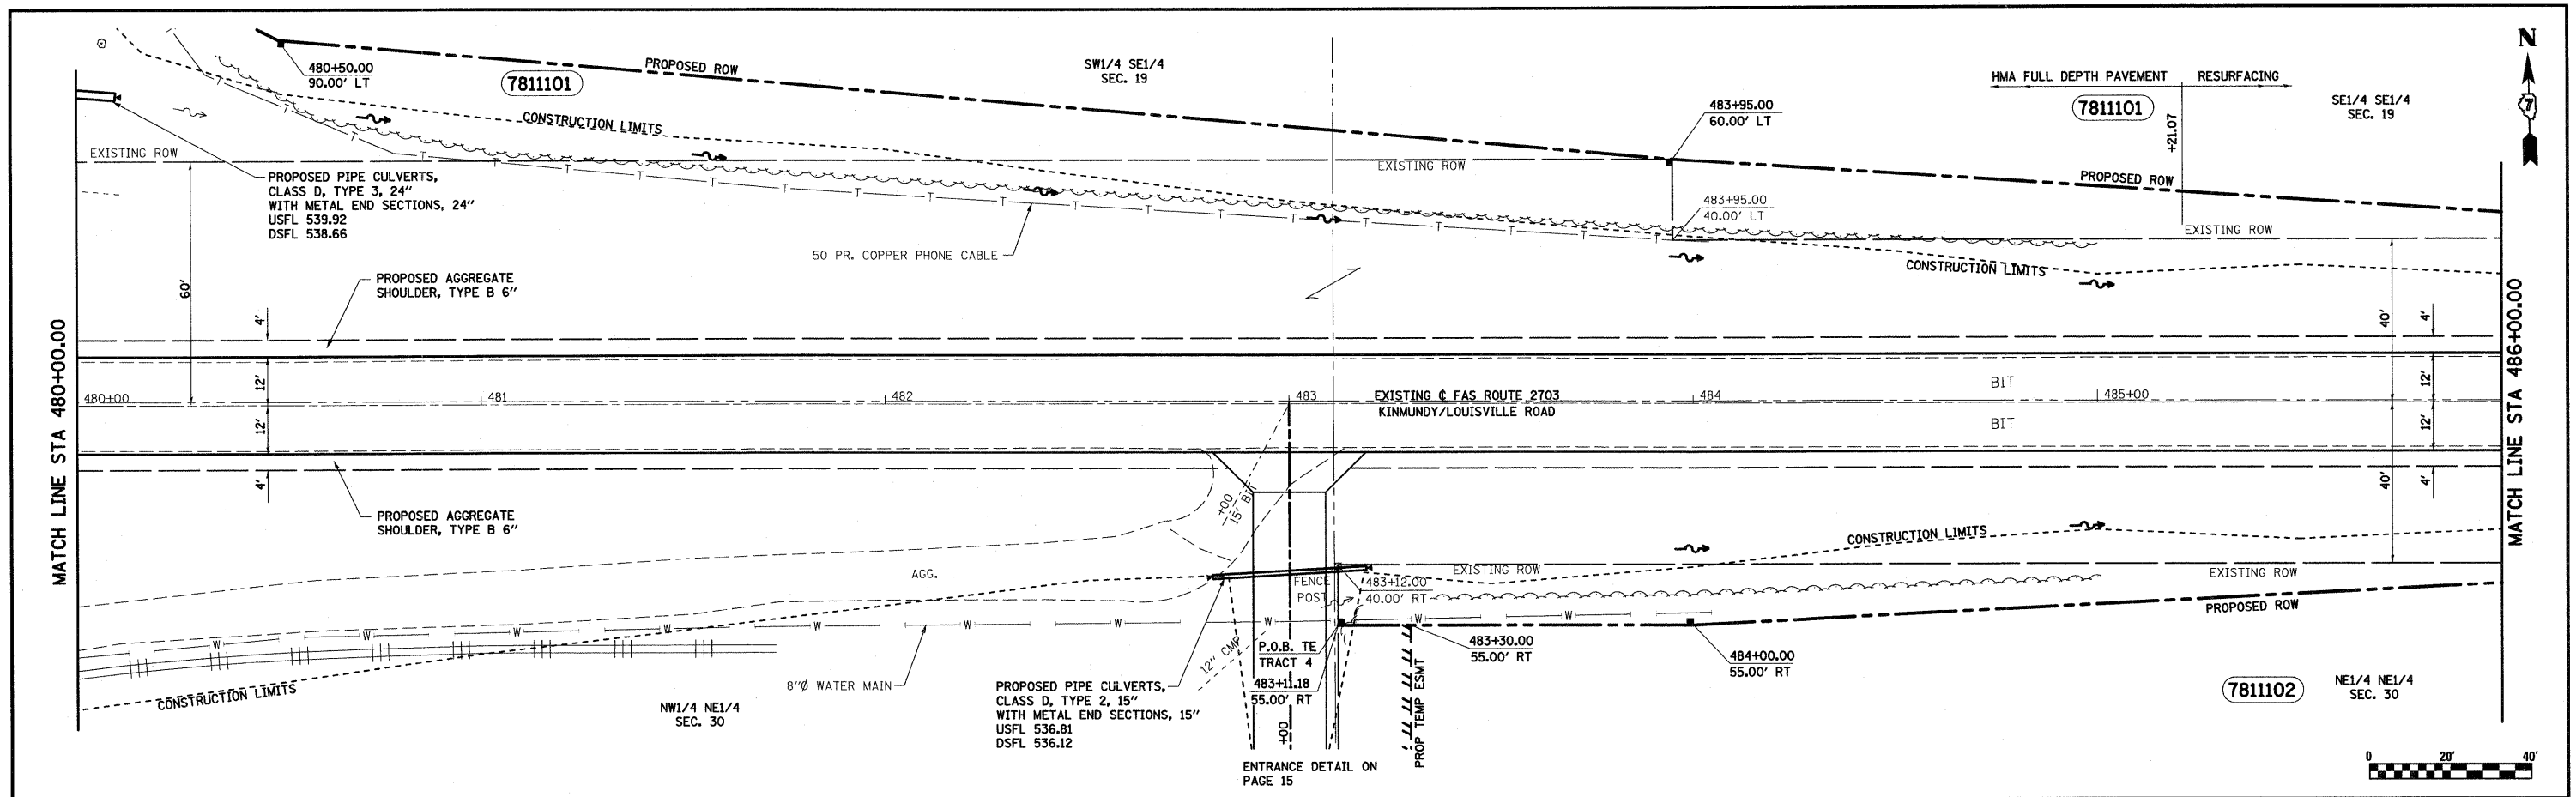 480+50.00
90.00' LT
7811101
PROPOSED ROW
SW1/4 SE1/4
SEC. 19
HMA FULL DEPTH PAVEMENT
RESURFACING
7811101
+21.07
SE1/4 SE1/4
SEC. 19
N
7
CONSTRUCTION LIMITS
483+95.00
60.00' LT
EXISTING ROW
EXISTING ROW
PROPOSED ROW
PROPOSED PIPE CULVERTS,
CLASS D, TYPE 3, 24"
WITH METAL END SECTIONS, 24"
USFL 539.92
DSFL 538.66
T T T T T T T T T T T T T T T T T T T
483+95.00
40.00' LT
EXISTING ROW
50 PR. COPPER PHONE CABLE
CONSTRUCTION LIMITS
PROPOSED AGGREGATE
SHOULDER, TYPE B 6"
60'
4'
40'
4'
MATCH LINE STA 480+00.00
MATCH LINE STA 486+00.00
12'
12'
BIT
480+00
481
482
483
EXISTING ℄ FAS ROUTE 2703
484
485+00
KINMUNDY/LOUISVILLE ROAD
12'
12'
BIT
4'
40'
4'
PROPOSED AGGREGATE
SHOULDER, TYPE B 6"
+00
15' BIT
CONSTRUCTION LIMITS
AGG.
FENCE
POST
483+12.00
40.00' RT
EXISTING ROW
EXISTING ROW
PROPOSED ROW
W W W W W W W W W W W
12" CMP
P.O.B. TE
TRACT 4
483+11.18
55.00' RT
483+30.00
55.00' RT
484+00.00
55.00' RT
PROP TEMP ESMT
8"Ø WATER MAIN
CONSTRUCTION LIMITS
NW1/4 NE1/4
SEC. 30
PROPOSED PIPE CULVERTS,
CLASS D, TYPE 2, 15"
WITH METAL END SECTIONS, 15"
USFL 536.81
DSFL 536.12
+00
7811102
NE1/4 NE1/4
SEC. 30
ENTRANCE DETAIL ON
PAGE 15
0 20' 40'